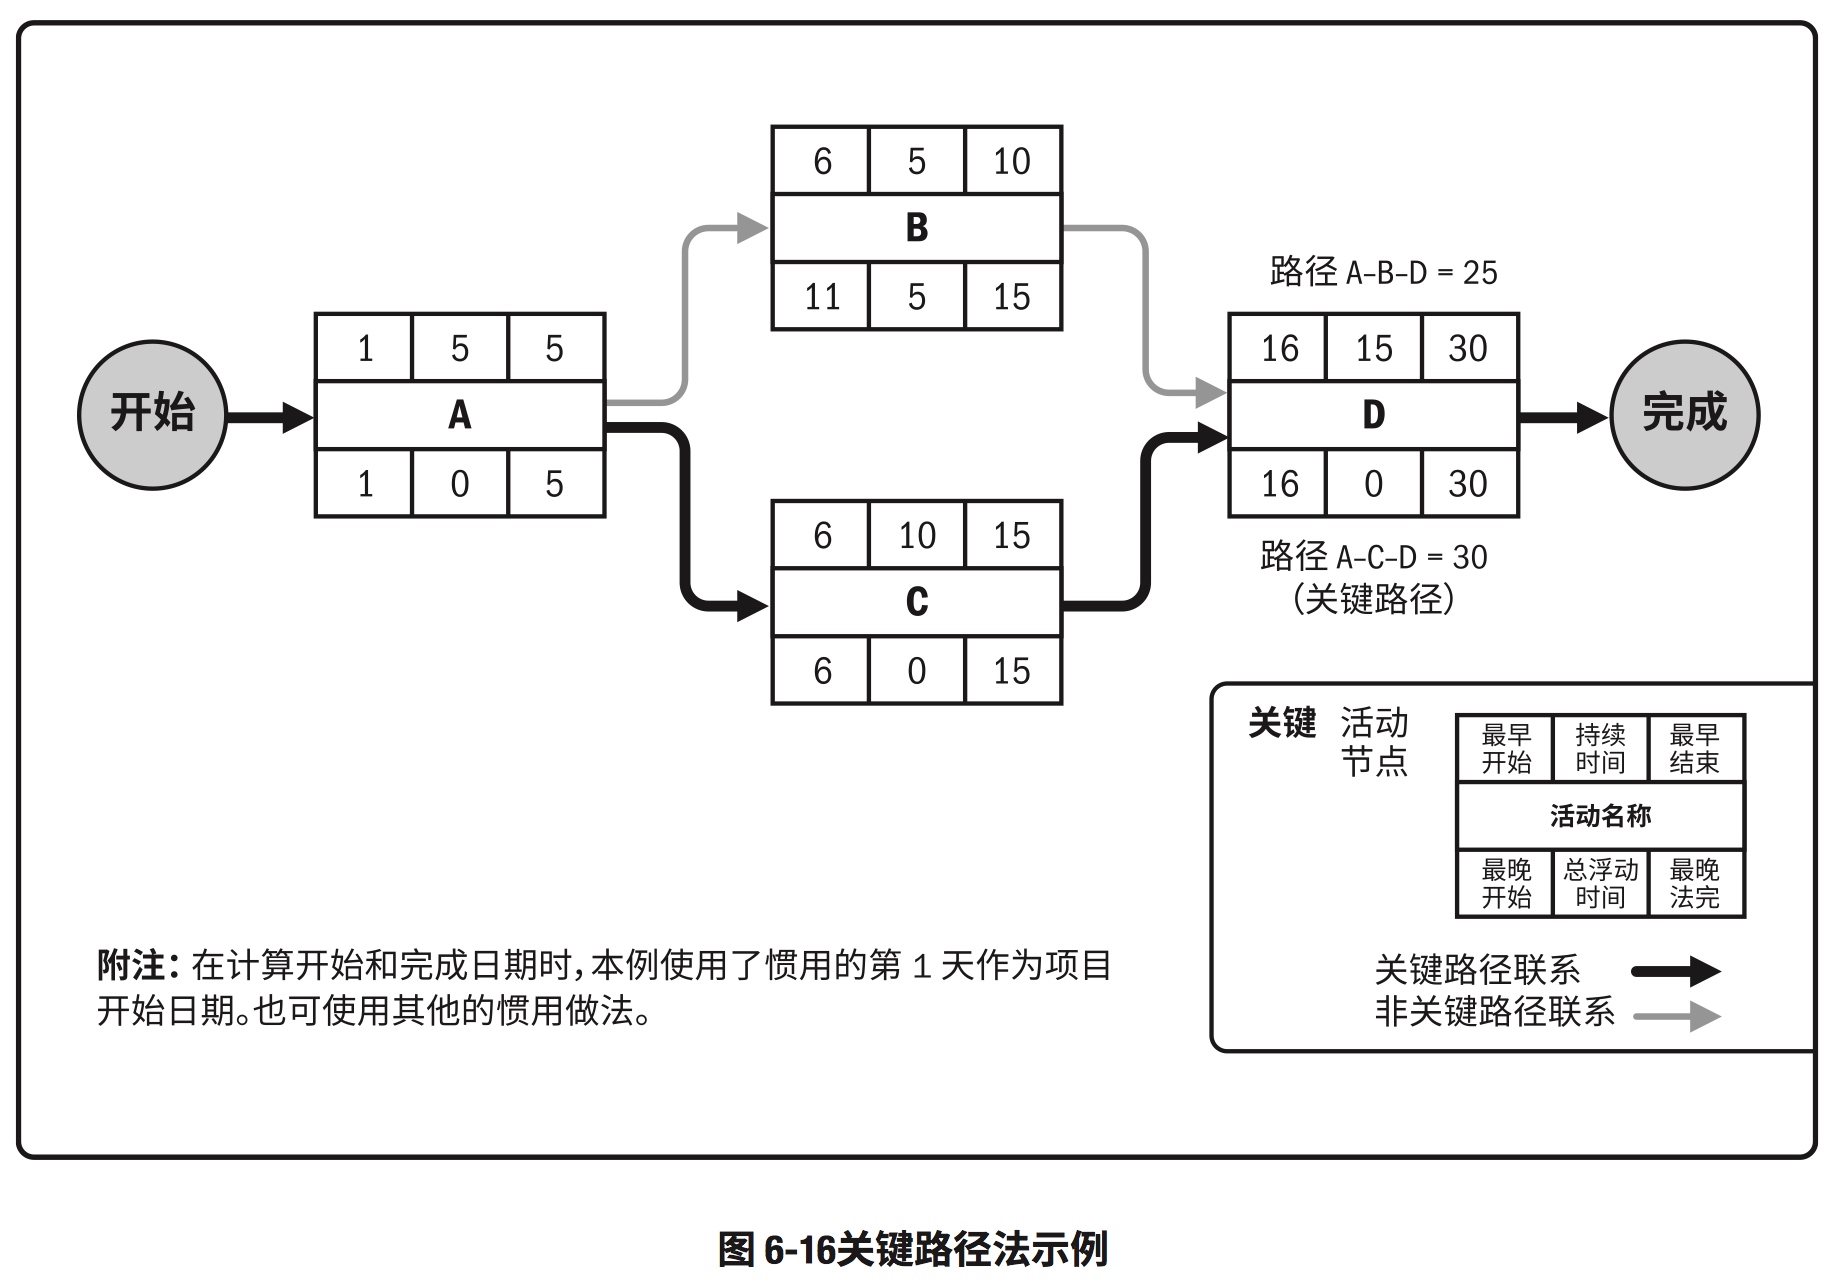 6 5 10
B
11 5 15
路径 A–B–D = 25
1 5 5
16 15 30
开始
A
D
完成
1 0 5
16 0 30
6 10 15
C
6 0 15
路径 A–C–D = 30
（关键路径）
关键 活动
节点
最早
开始
持续
时间
最早
结束
活动名称
最晚
开始
总浮动
时间
最晚
法完
关键路径联系
非关键路径联系
附注：在计算开始和完成日期时，本例使用了惯用的第 1 天作为项目
开始日期。也可使用其他的惯用做法。
图 6-16关键路径法示例